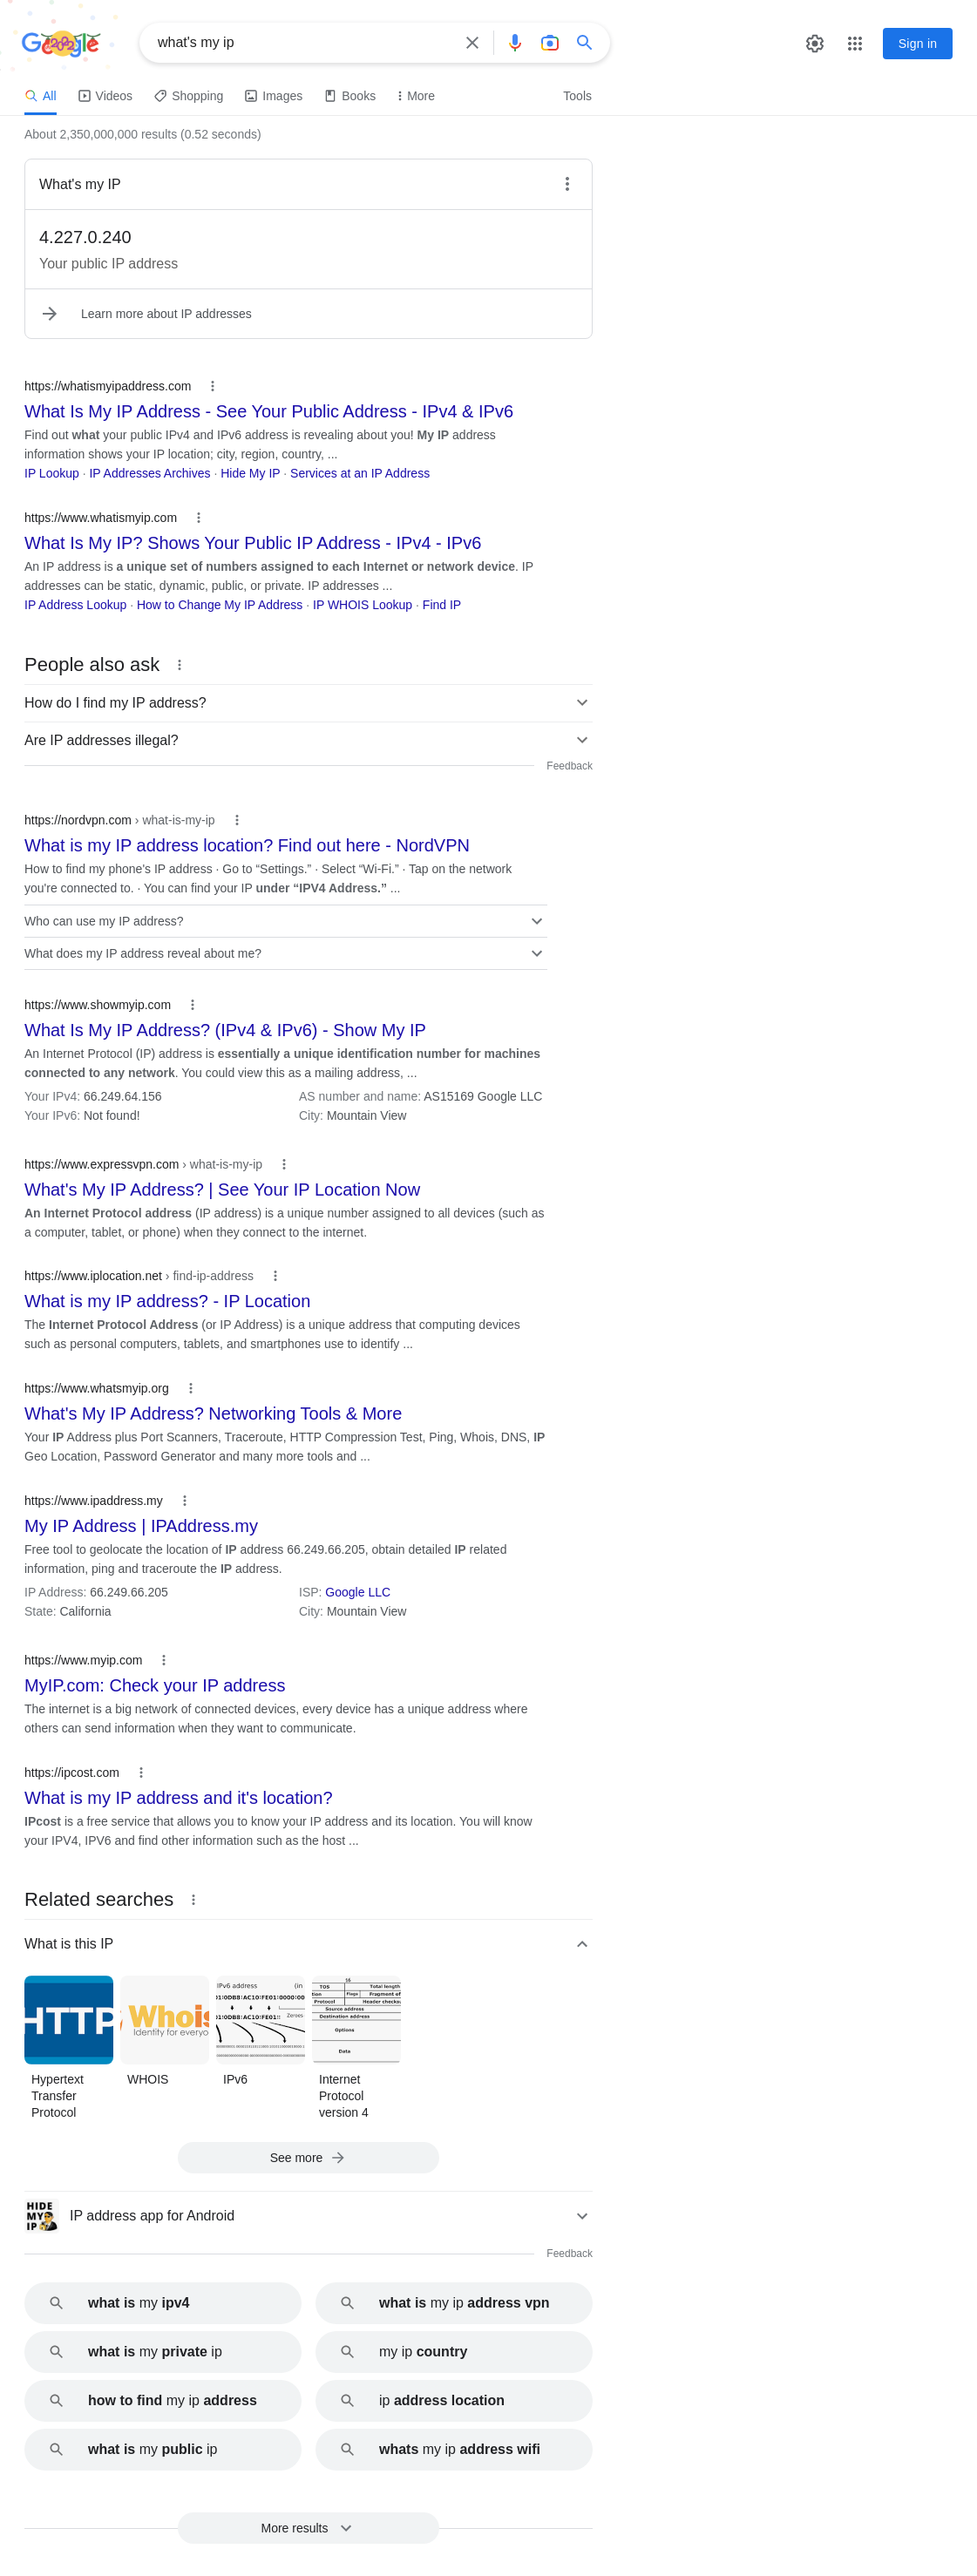 Google
what's my ip
Sign in
All
Videos
Shopping
Images
Books
More
Tools
About 2,350,000,000 results (0.52 seconds)
What's my IP
4.227.0.240
Your public IP address
Learn more about IP addresses
https://whatismyipaddress.com
What Is My IP Address - See Your Public Address - IPv4 & IPv6
Find out what your public IPv4 and IPv6 address is revealing about you! My IP address
information shows your IP location; city, region, country, ...
IP Lookup · IP Addresses Archives · Hide My IP · Services at an IP Address
https://www.whatismyip.com
What Is My IP? Shows Your Public IP Address - IPv4 - IPv6
An IP address is a unique set of numbers assigned to each Internet or network device. IP
addresses can be static, dynamic, public, or private. IP addresses ...
IP Address Lookup · How to Change My IP Address · IP WHOIS Lookup · Find IP
People also ask
How do I find my IP address?
Are IP addresses illegal?
Feedback
https://nordvpn.com › what-is-my-ip
What is my IP address location? Find out here - NordVPN
How to find my phone's IP address · Go to “Settings.” · Select “Wi-Fi.” · Tap on the network
you're connected to. · You can find your IP under “IPV4 Address.” ...
Who can use my IP address?
What does my IP address reveal about me?
https://www.showmyip.com
What Is My IP Address? (IPv4 & IPv6) - Show My IP
An Internet Protocol (IP) address is essentially a unique identification number for machines
connected to any network. You could view this as a mailing address, ...
Your IPv4: 66.249.64.156
AS number and name: AS15169 Google LLC
Your IPv6: Not found!
City: Mountain View
https://www.expressvpn.com › what-is-my-ip
What's My IP Address? | See Your IP Location Now
An Internet Protocol address (IP address) is a unique number assigned to all devices (such as
a computer, tablet, or phone) when they connect to the internet.
https://www.iplocation.net › find-ip-address
What is my IP address? - IP Location
The Internet Protocol Address (or IP Address) is a unique address that computing devices
such as personal computers, tablets, and smartphones use to identify ...
https://www.whatsmyip.org
What's My IP Address? Networking Tools & More
Your IP Address plus Port Scanners, Traceroute, HTTP Compression Test, Ping, Whois, DNS, IP
Geo Location, Password Generator and many more tools and ...
https://www.ipaddress.my
My IP Address | IPAddress.my
Free tool to geolocate the location of IP address 66.249.66.205, obtain detailed IP related
information, ping and traceroute the IP address.
IP Address: 66.249.66.205
ISP: Google LLC
State: California
City: Mountain View
https://www.myip.com
MyIP.com: Check your IP address
The internet is a big network of connected devices, every device has a unique address where
others can send information when they want to communicate.
https://ipcost.com
What is my IP address and it's location?
IPcost is a free service that allows you to know your IP address and its location. You will know
your IPV4, IPV6 and find other information such as the host ...
Related searches
What is this IP
HTTP
Whois
Identity for everyo
IPv6 address (in
Zeroes
16
TOS Total length
Flags Fragment of
Protocol Header checks
Source address
Destination address
Options
Data
Hypertext
Transfer
Protocol
WHOIS
IPv6
Internet
Protocol
version 4
See more
HIDE
MY
IP
IP address app for Android
Feedback
what is my ipv4
what is my ip address vpn
what is my private ip
my ip country
how to find my ip address
ip address location
what is my public ip
whats my ip address wifi
More results